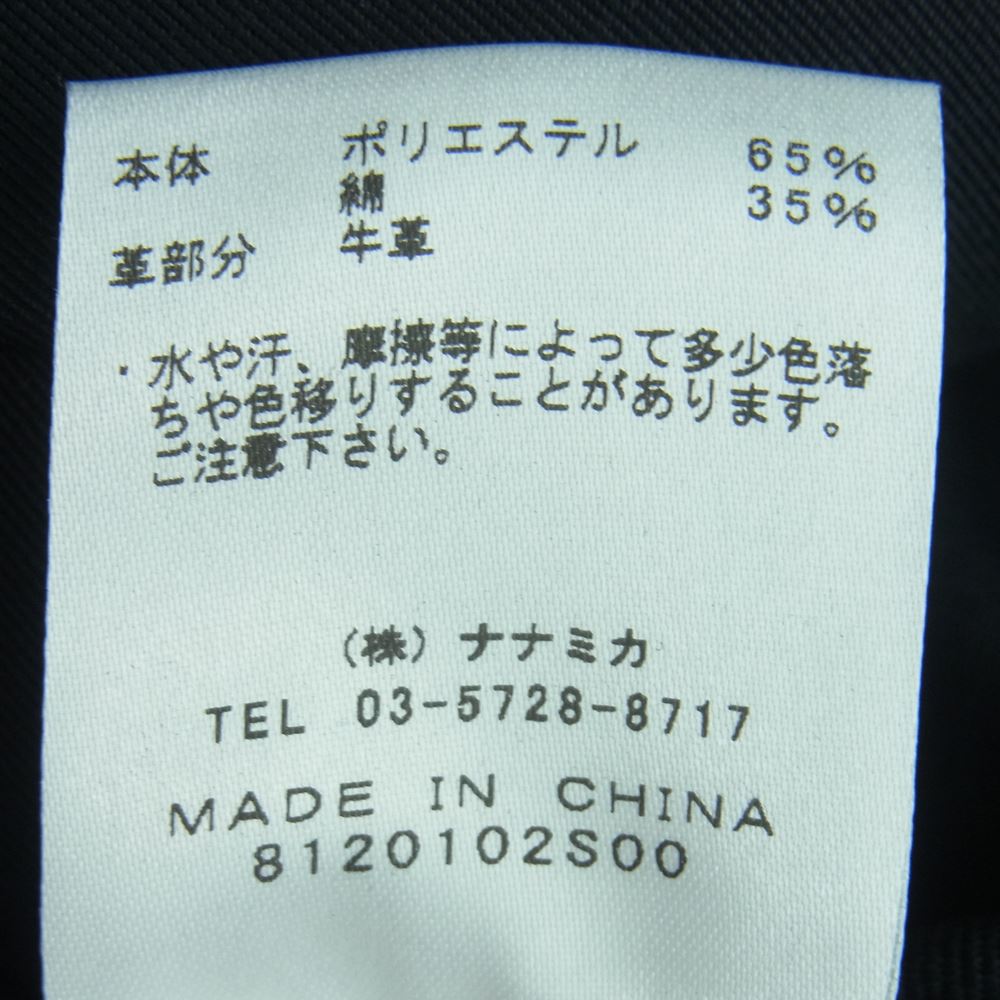 本体 ポリエステル 65%
綿 35%
革部分 牛革
・水や汗、摩擦等によって多少色落
ちや色移りすることがあります。
ご注意下さい。
(株) ナナミカ
TEL 03-5728-8717
MADE IN CHINA
8120102S00